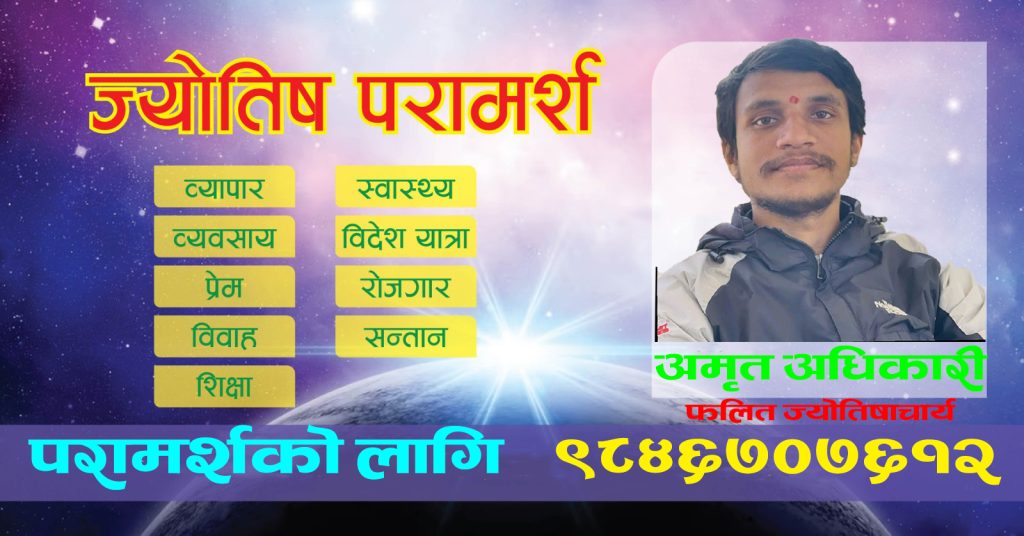 ज्योतिष परामर्श
व्यापार
स्वास्थ्य
व्यवसाय
विदेश यात्रा
प्रेम
रोजगार
विवाह
सन्तान
शिक्षा
अमृत अधिकारी
फलित ज्योतिषाचार्य
परामर्शको लागि ९८४६७०७६१२